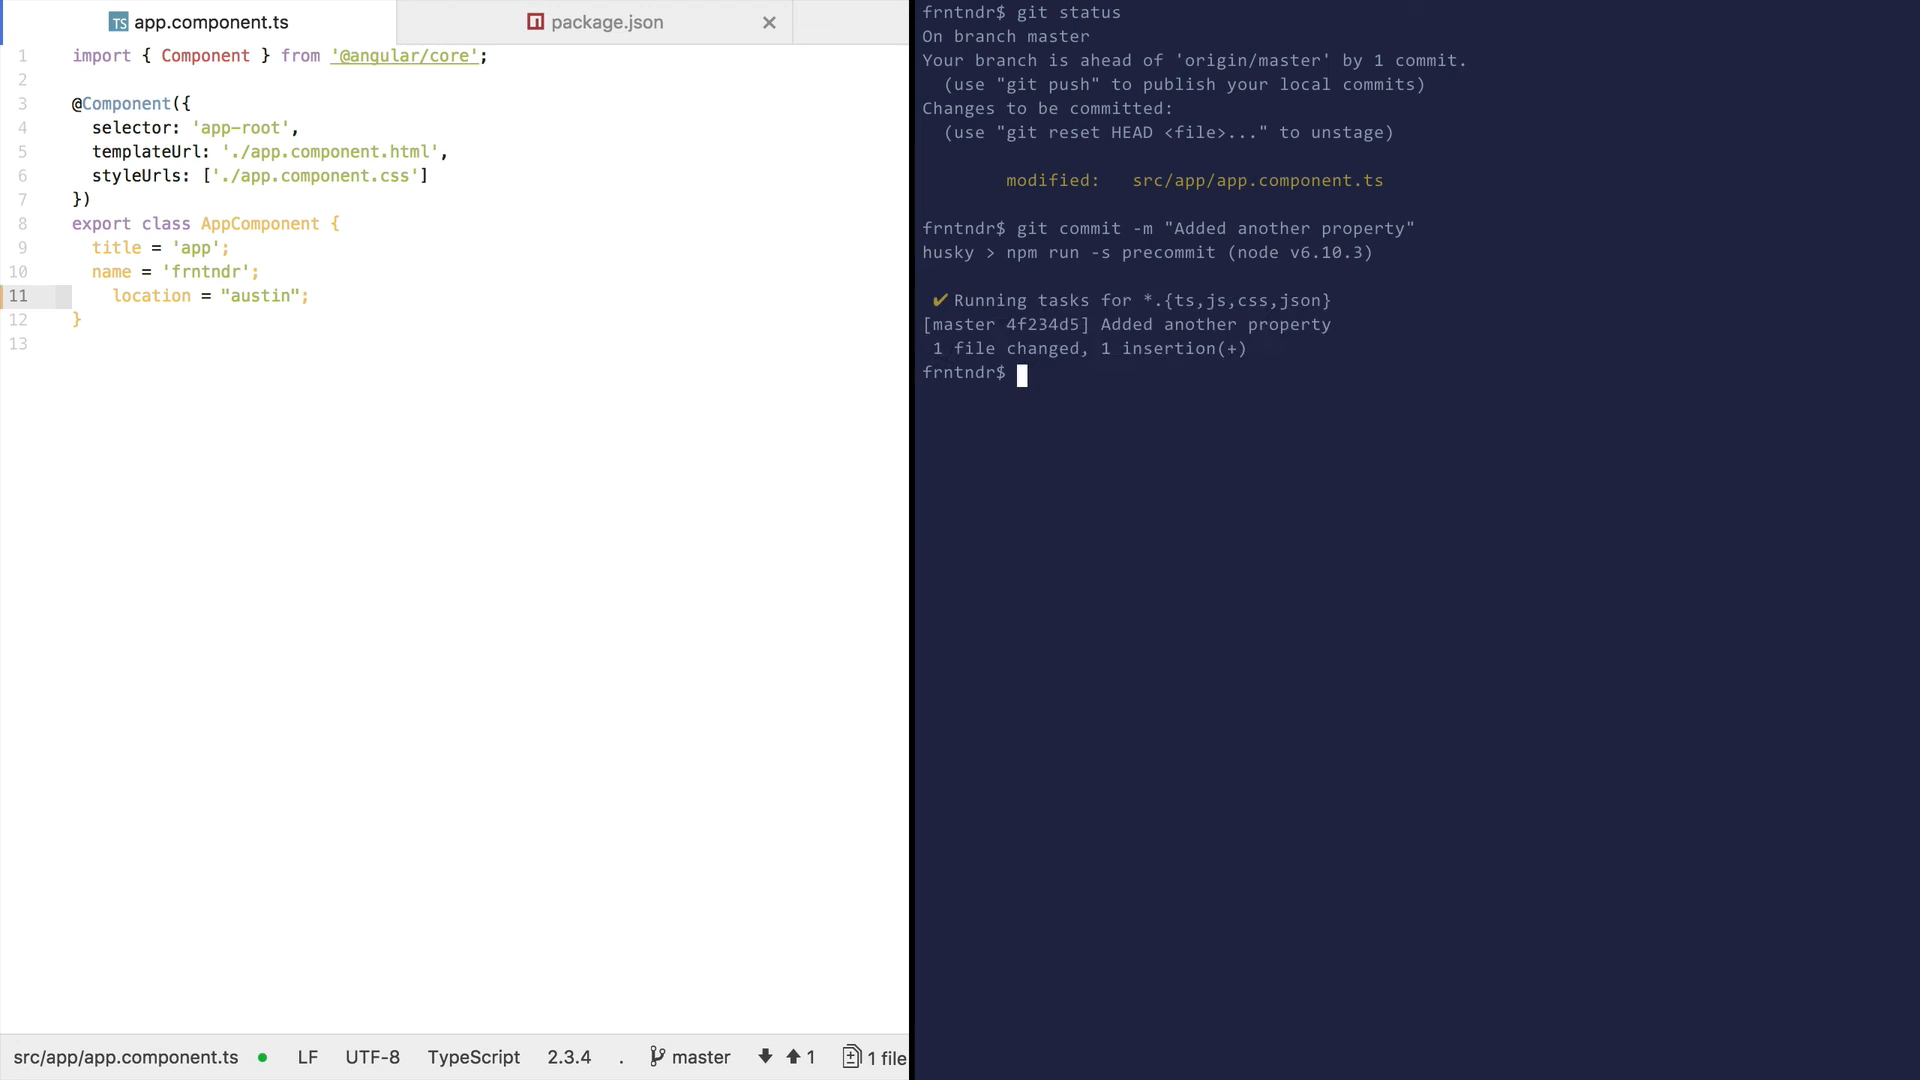 app.component.ts
package.json
1 import { Component } from '@angular/core';
2
3 @Component({
4   selector: 'app-root',
5   templateUrl: './app.component.html',
6   styleUrls: ['./app.component.css']
7 })
8 export class AppComponent {
9   title = 'app';
10   name = 'frntndr';
11     location = "austin";
12 }
13
src/app/app.component.ts LF UTF-8 TypeScript 2.3.4 . master 1 1 file
frntndr$ git status
On branch master
Your branch is ahead of 'origin/master' by 1 commit.
  (use "git push" to publish your local commits)
Changes to be committed:
  (use "git reset HEAD <file>..." to unstage)
modified:   src/app/app.component.ts
frntndr$ git commit -m "Added another property"
husky > npm run -s precommit (node v6.10.3)
✔ Running tasks for *.{ts,js,css,json}
[master 4f234d5] Added another property
 1 file changed, 1 insertion(+)
frntndr$